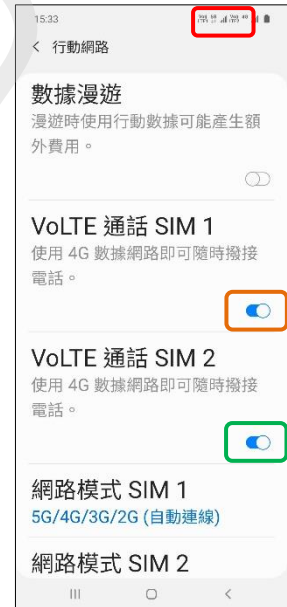 15:33
行動網路
數據漫遊
漫遊時使用行動數據可能產生額
外費用。
VoLTE 通話 SIM 1
使用 4G 數據網路即可隨時撥接
電話。
VoLTE 通話 SIM 2
使用 4G 數據網路即可隨時撥接
電話。
網路模式 SIM 1
5G/4G/3G/2G (自動連線)
網路模式 SIM 2